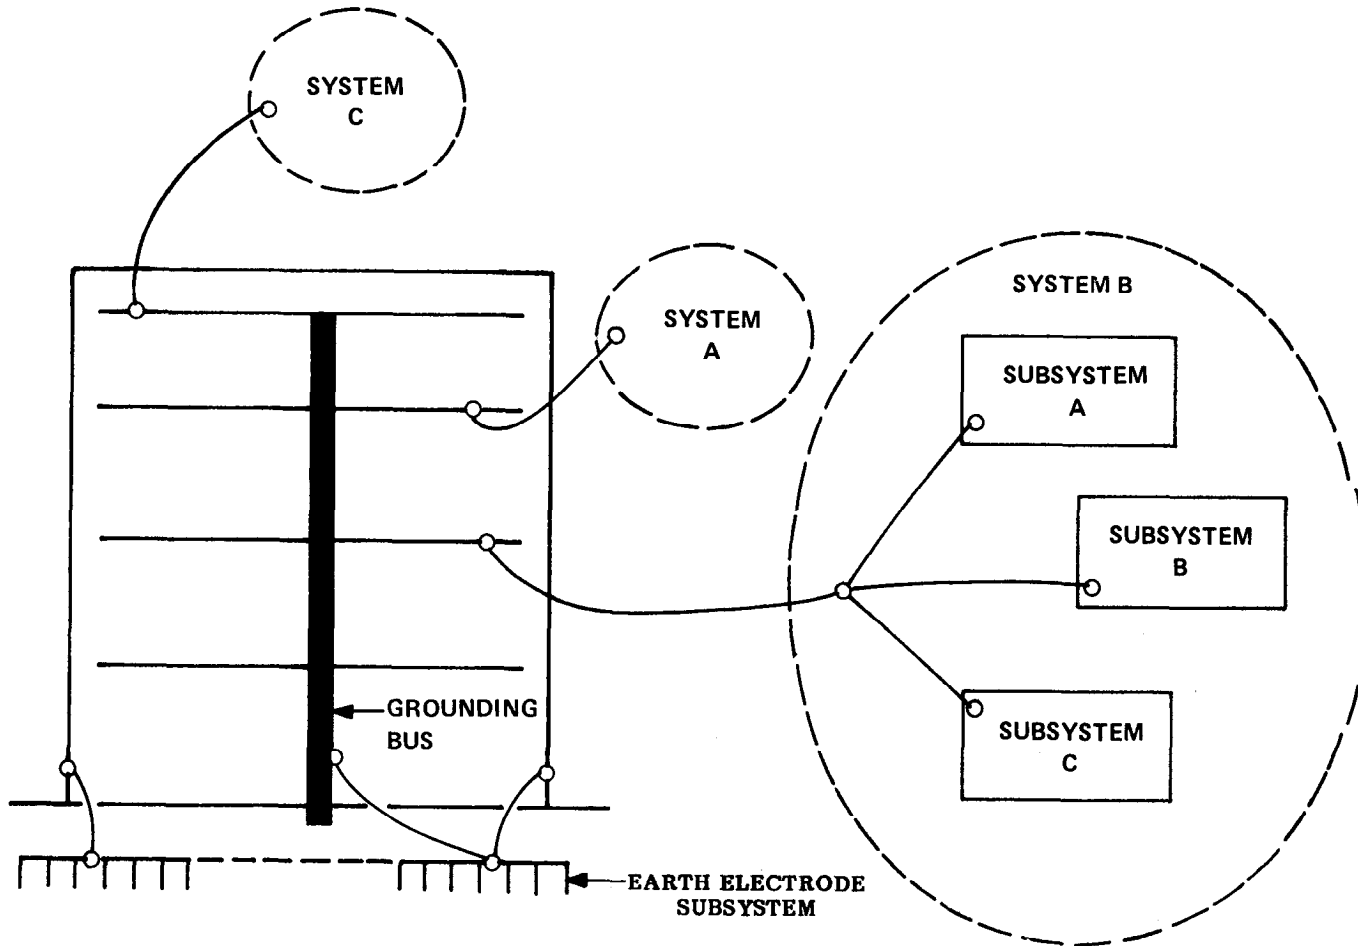 SYSTEM
C
SYSTEM
A
SYSTEM B
SUBSYSTEM
A
SUBSYSTEM
B
SUBSYSTEM
C
GROUNDING
BUS
EARTH ELECTRODE
SUBSYSTEM